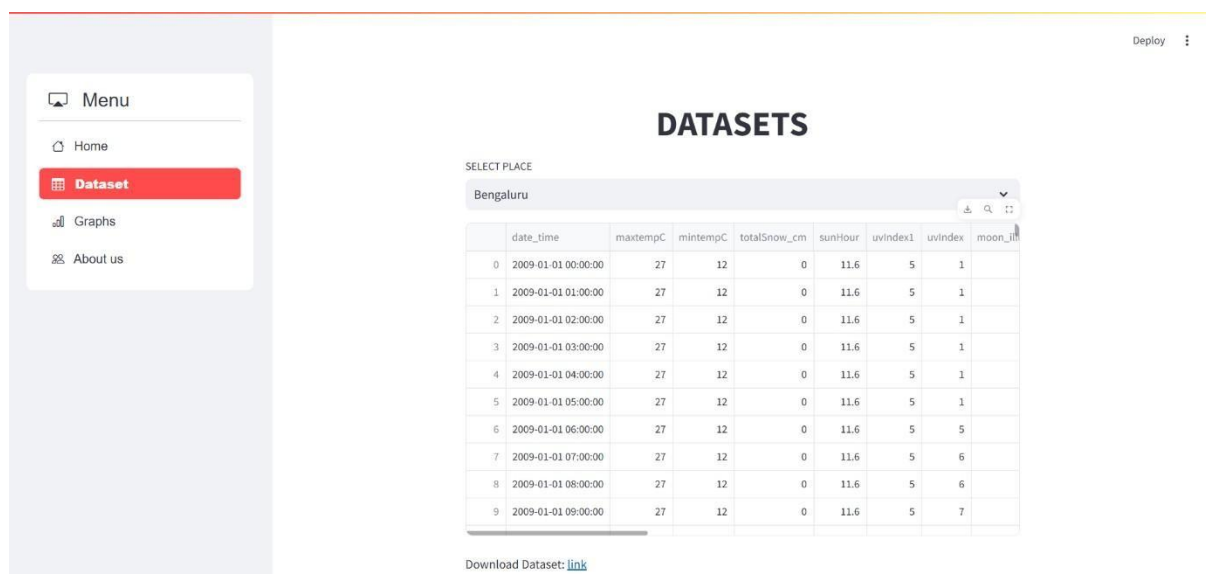 Deploy
Menu
Home
Dataset
Graphs
About us
DATASETS
SELECT PLACE
Bengaluru
date_time maxtempC mintempC totalSnow_cm sunHour uvIndex1 uvIndex moon_ill
0 2009-01-01 00:00:00 27 12 0 11.6 5 1
1 2009-01-01 01:00:00 27 12 0 11.6 5 1
2 2009-01-01 02:00:00 27 12 0 11.6 5 1
3 2009-01-01 03:00:00 27 12 0 11.6 5 1
4 2009-01-01 04:00:00 27 12 0 11.6 5 1
5 2009-01-01 05:00:00 27 12 0 11.6 5 1
6 2009-01-01 06:00:00 27 12 0 11.6 5 5
7 2009-01-01 07:00:00 27 12 0 11.6 5 6
8 2009-01-01 08:00:00 27 12 0 11.6 5 6
9 2009-01-01 09:00:00 27 12 0 11.6 5 7
Download Dataset: link